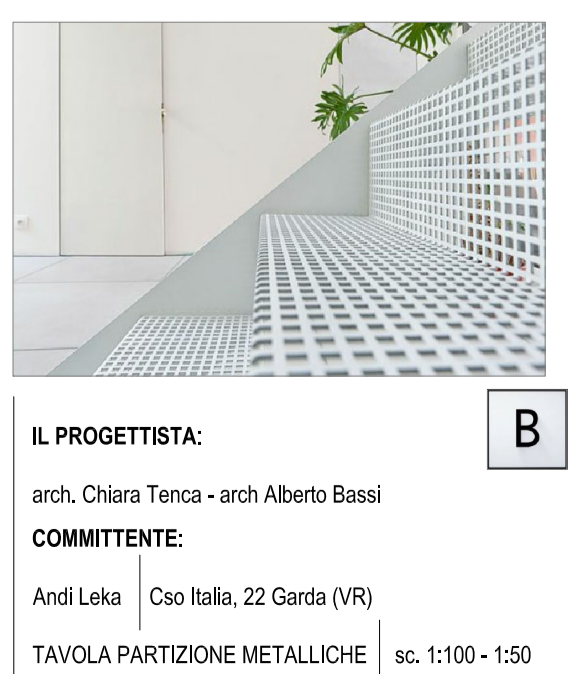 B
IL PROGETTISTA:
arch. Chiara Tenca - arch Alberto Bassi
COMMITTENTE:
Andi Leka Cso Italia, 22 Garda (VR)
TAVOLA PARTIZIONE METALLICHE sc. 1:100 - 1:50